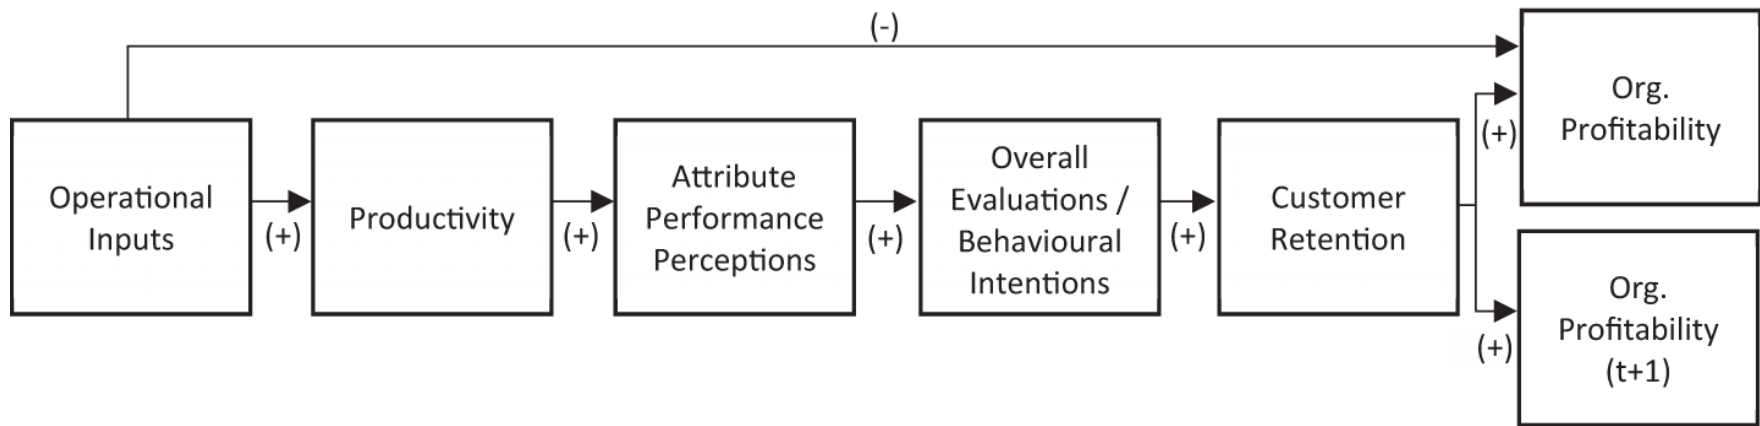 (-)
Operational
Inputs
(+)
Productivity
(+)
Attribute
Performance
Perceptions
(+)
Overall
Evaluations /
Behavioural
Intentions
(+)
Customer
Retention
(+)
Org.
Profitability
(+)
Org.
Profitability
(t+1)